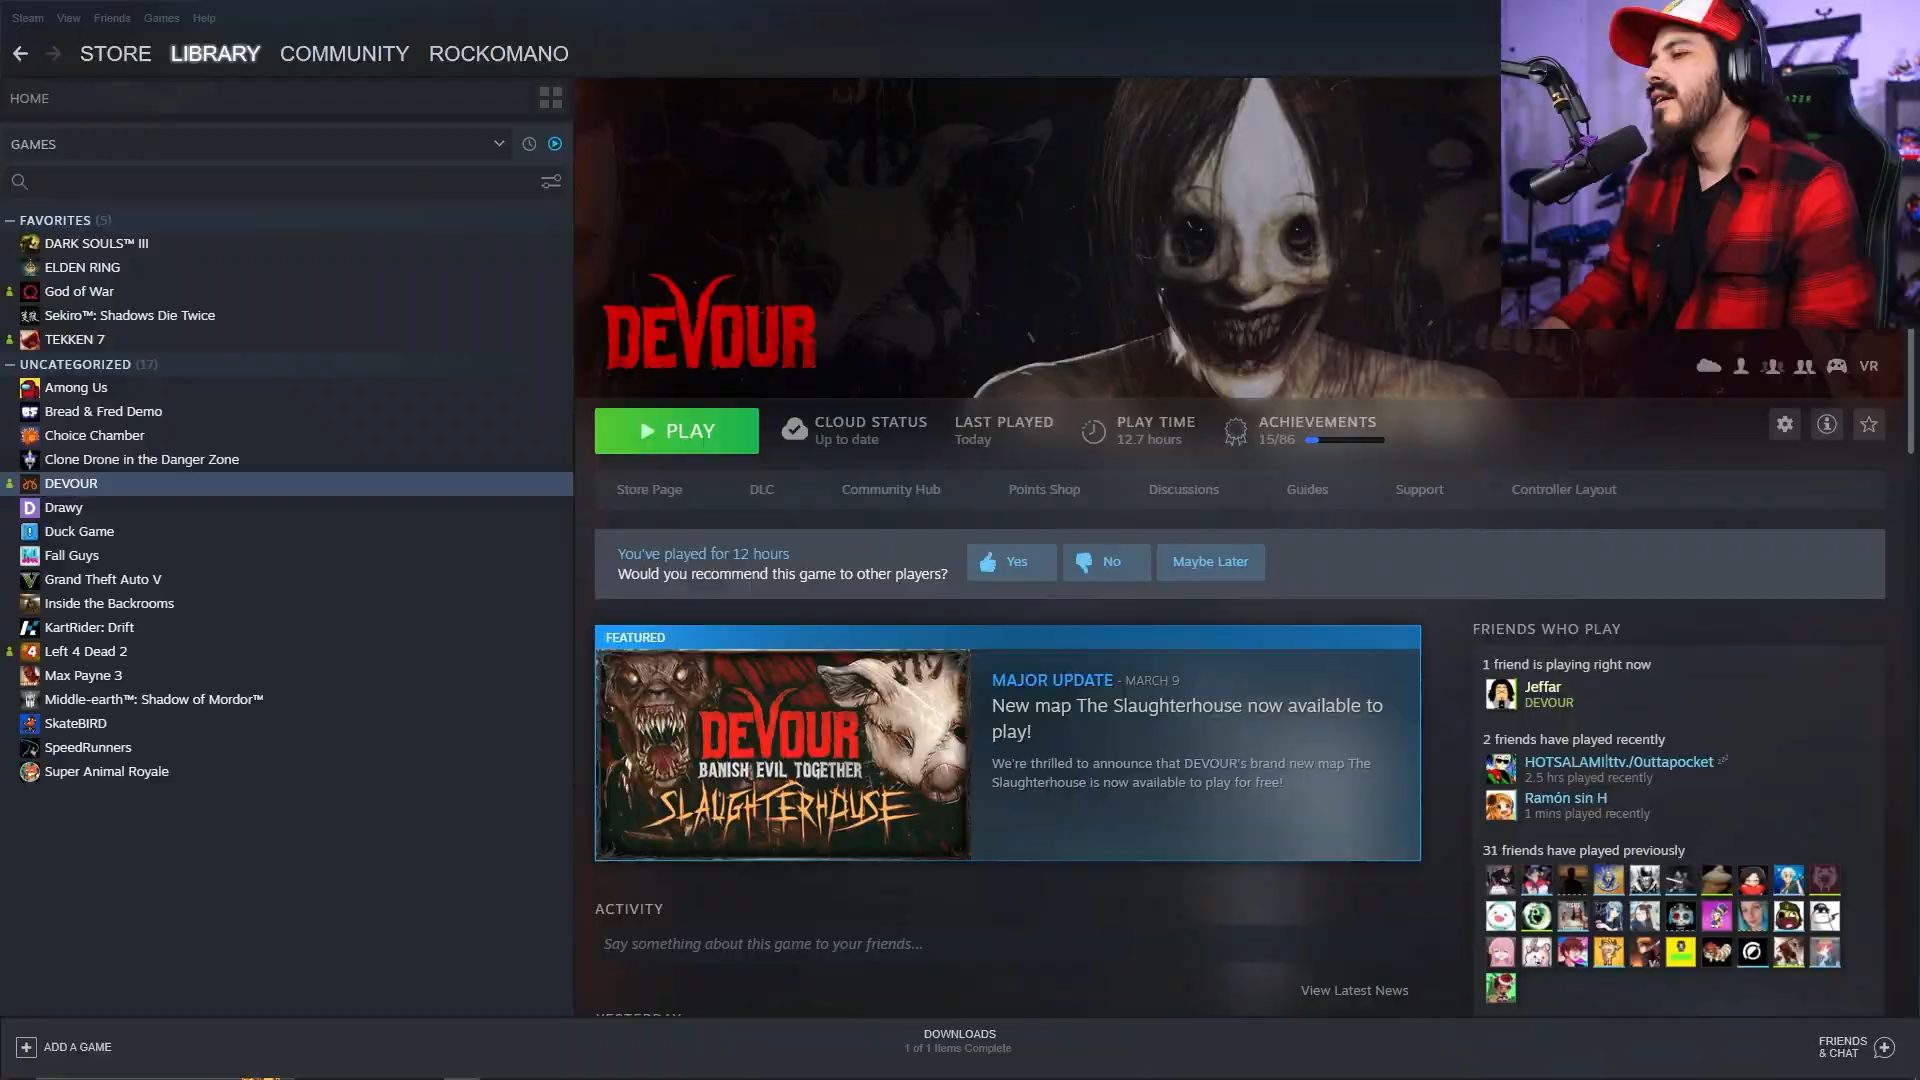 Steam View Friends Games Help
STORE LIBRARY COMMUNITY ROCKOMANO
HOME
GAMES
FAVORITES (5)
DARK SOULS™ III
ELDEN RING
God of War
Sekiro™: Shadows Die Twice
TEKKEN 7
UNCATEGORIZED (17)
Among Us
Bread & Fred Demo
Choice Chamber
Clone Drone in the Danger Zone
DEVOUR
Drawy
Duck Game
Fall Guys
Grand Theft Auto V
Inside the Backrooms
KartRider: Drift
Left 4 Dead 2
Max Payne 3
Middle-earth™: Shadow of Mordor™
SkateBIRD
SpeedRunners
Super Animal Royale
DEVOUR
VR
PLAY
CLOUD STATUS
Up to date
LAST PLAYED
Today
PLAY TIME
12.7 hours
ACHIEVEMENTS
15/86
Store Page DLC Community Hub Points Shop Discussions Guides Support Controller Layout
You've played for 12 hours
Would you recommend this game to other players?
Yes No Maybe Later
FEATURED
DEVOUR
BANISH EVIL TOGETHER
SLAUGHTERHOUSE
MAJOR UPDATE - MARCH 9
New map The Slaughterhouse now available to
play!
We're thrilled to announce that DEVOUR's brand new map The
Slaughterhouse is now available to play for free!
ACTIVITY
Say something about this game to your friends...
View Latest News
YESTERDAY
FRIENDS WHO PLAY
1 friend is playing right now
Jeffar
DEVOUR
2 friends have played recently
HOTSALAMI|ttv./0uttapocket
2.5 hrs played recently
Ramón sin H
1 mins played recently
31 friends have played previously
ADD A GAME
DOWNLOADS
1 of 1 Items Complete
FRIENDS
& CHAT